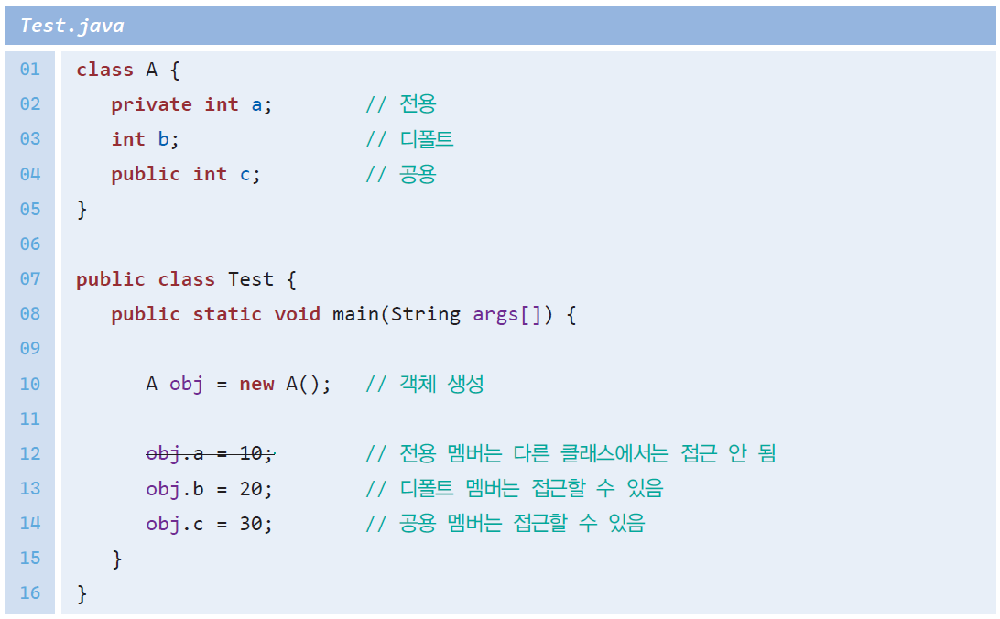 Test.java
01 class A {
02 private int a; // 전용
03 int b; // 디폴트
04 public int c; // 공용
05 }
06
07 public class Test {
08 public static void main(String args[]) {
09
10 A obj = new A(); // 객체 생성
11
12 obj.a = 10; // 전용 멤버는 다른 클래스에서는 접근 안 됨
13 obj.b = 20; // 디폴트 멤버는 접근할 수 있음
14 obj.c = 30; // 공용 멤버는 접근할 수 있음
15 }
16 }